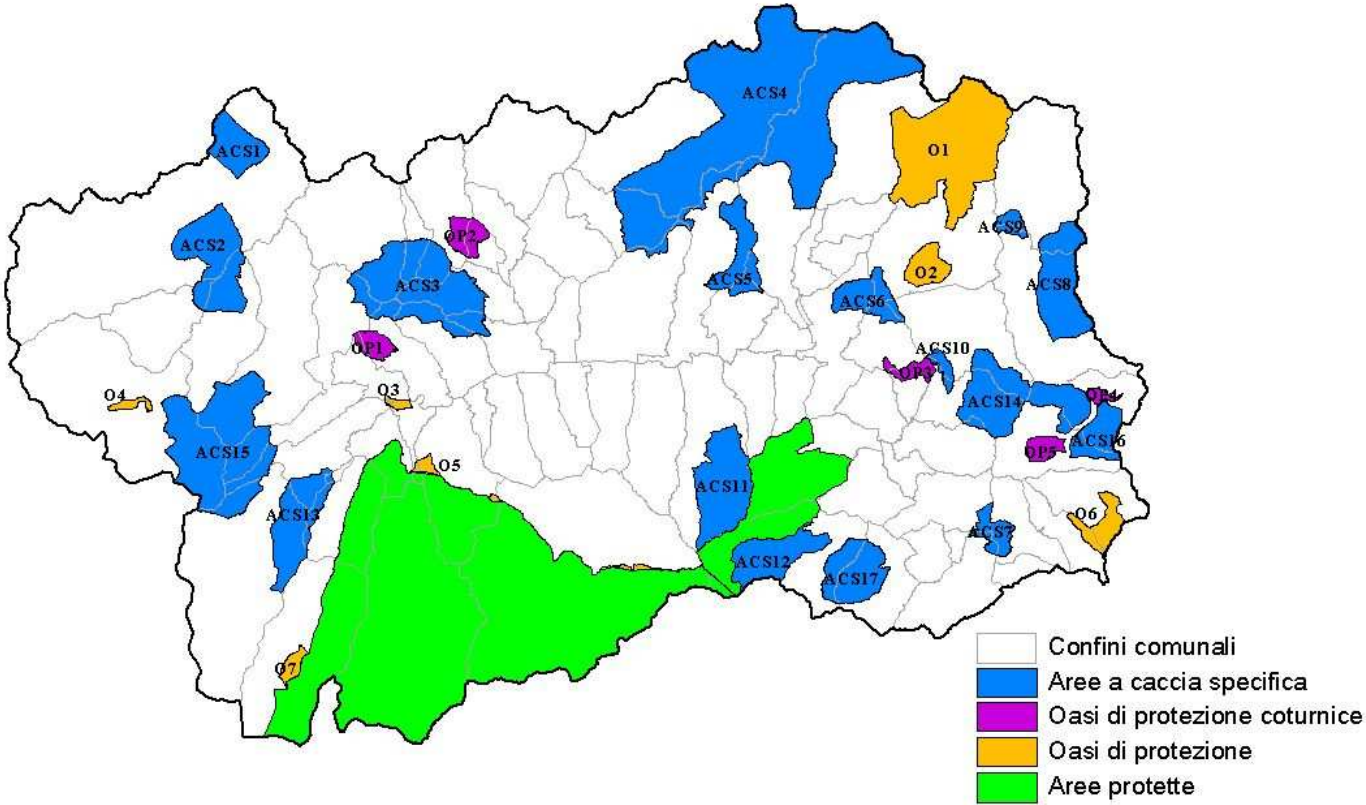 ACS4
ACS1
O1
ACS2
OP2
ACS9
ACS3
ACS5
O2
ACS8
ACS6
OP1
ACS10
OP3
O4
O3
OP4
ACS14
ACS15
O5
OP5
ACS16
ACS11
ACS13
O6
ACS7
ACS12
ACS17
O7
Confini comunali
Aree a caccia specifica
Oasi di protezione coturnice
Oasi di protezione
Aree protette